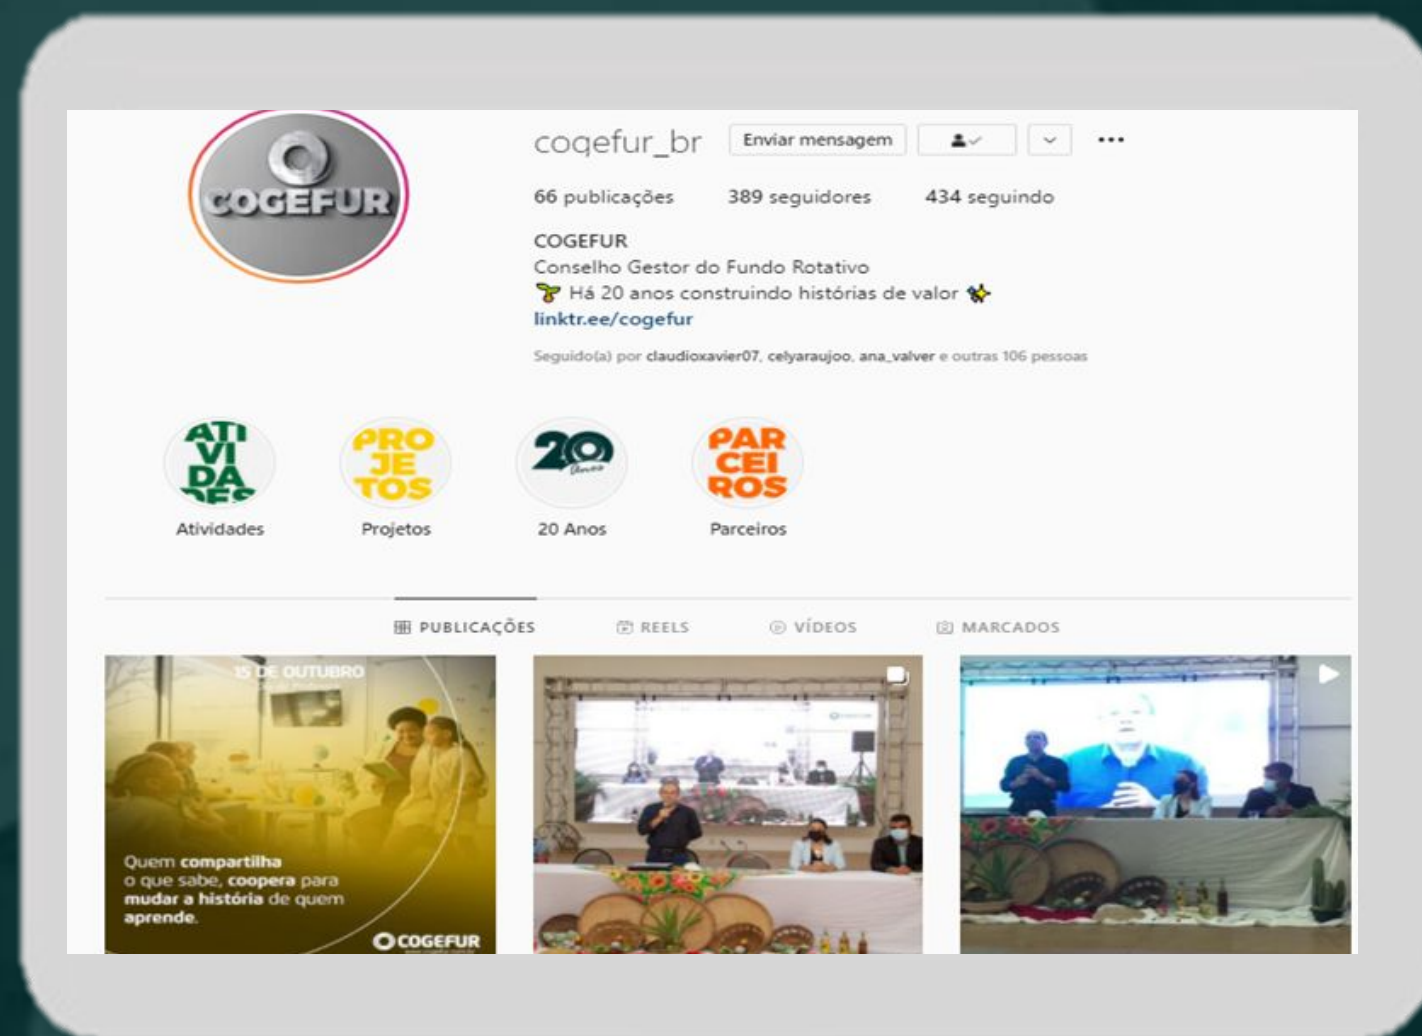 COGEFUR
cogefur_br Enviar mensagem
66 publicações 389 seguidores 434 seguindo
COGEFUR
Conselho Gestor do Fundo Rotativo
Há 20 anos construindo histórias de valor
linktr.ee/cogefur
Seguido(a) por claudioxavier07, celyaraujoo, ana_valver e outras 106 pessoas
ATI
VI
DA
DES
PRO
JE
TOS
20
Anos
PAR
CEI
ROS
Atividades Projetos 20 Anos Parceiros
PUBLICAÇÕES REELS VÍDEOS MARCADOS
15 DE OUTUBRO
Quem compartilha
o que sabe, coopera para
mudar a história de quem
aprende.
COGEFUR
COGEFUR